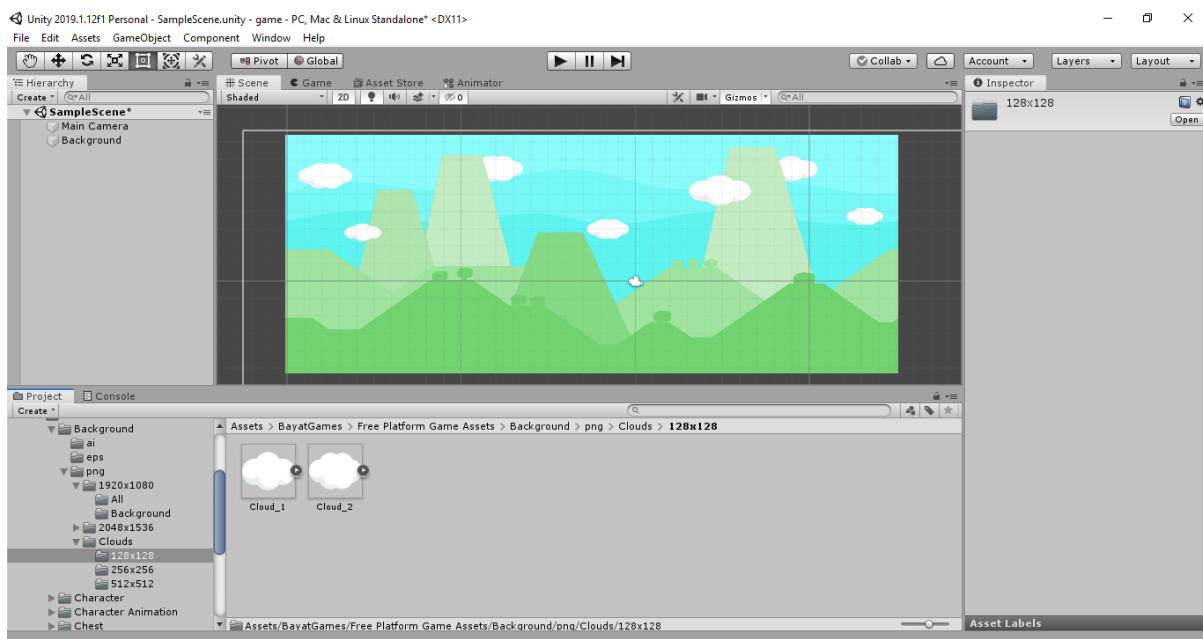 Unity 2019.1.12f1 Personal - SampleScene.unity - game - PC, Mac & Linux Standalone* <DX11>
File Edit Assets GameObject Component Window Help
Pivot Global Collab Account Layers Layout
Hierarchy Scene Game Asset Store Animator Inspector
Create All Shaded 2D 0 Gizmos All 128x128
SampleScene* Open
Main Camera
Background
Project Console
Create
Background Assets > BayatGames > Free Platform Game Assets > Background > png > Clouds > 128x128
ai
eps
png
1920x1080
All Cloud_1 Cloud_2
Background
2048x1536
Clouds
128x128
256x256
512x512
Character
Character Animation
Chest Assets/BayatGames/Free Platform Game Assets/Background/png/Clouds/128x128 Asset Labels